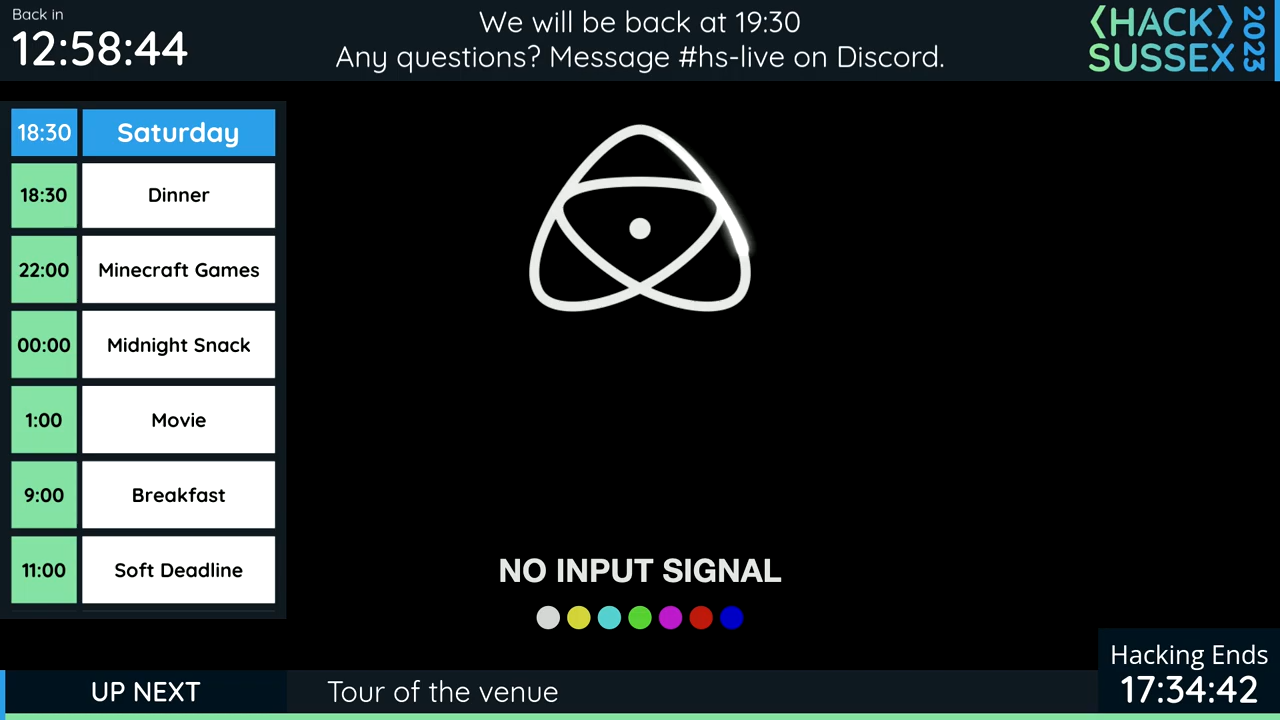 Back in
12:58:44
We will be back at 19:30
Any questions? Message #hs-live on Discord.
⟨HACK⟩
SUSSEX
2023
18:30 Saturday
18:30 Dinner
22:00 Minecraft Games
00:00 Midnight Snack
1:00 Movie
9:00 Breakfast
11:00 Soft Deadline
NO INPUT SIGNAL
UP NEXT
Tour of the venue
Hacking Ends
17:34:42